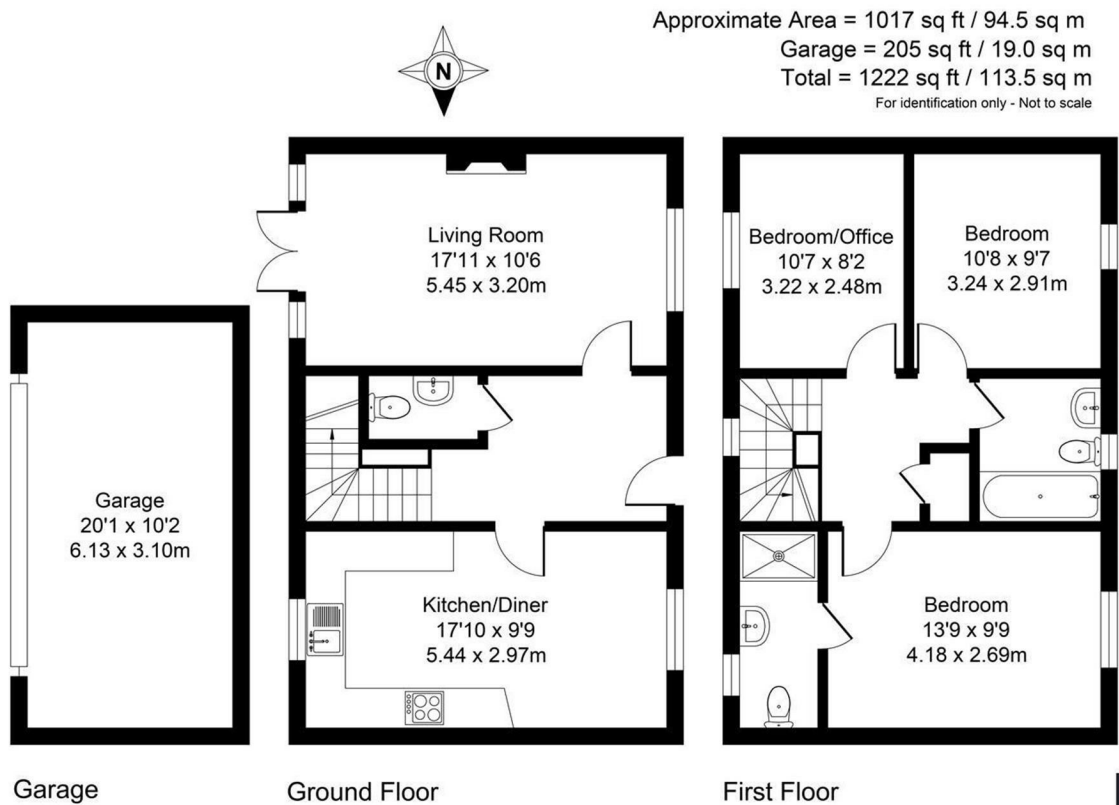 Approximate Area = 1017 sq ft / 94.5 sq m
Garage = 205 sq ft / 19.0 sq m
Total = 1222 sq ft / 113.5 sq m
For identification only - Not to scale
N
Living Room
17'11 x 10'6
5.45 x 3.20m
Bedroom/Office
10'7 x 8'2
3.22 x 2.48m
Bedroom
10'8 x 9'7
3.24 x 2.91m
Garage
20'1 x 10'2
6.13 x 3.10m
Kitchen/Diner
17'10 x 9'9
5.44 x 2.97m
Bedroom
13'9 x 9'9
4.18 x 2.69m
Garage
Ground Floor
First Floor